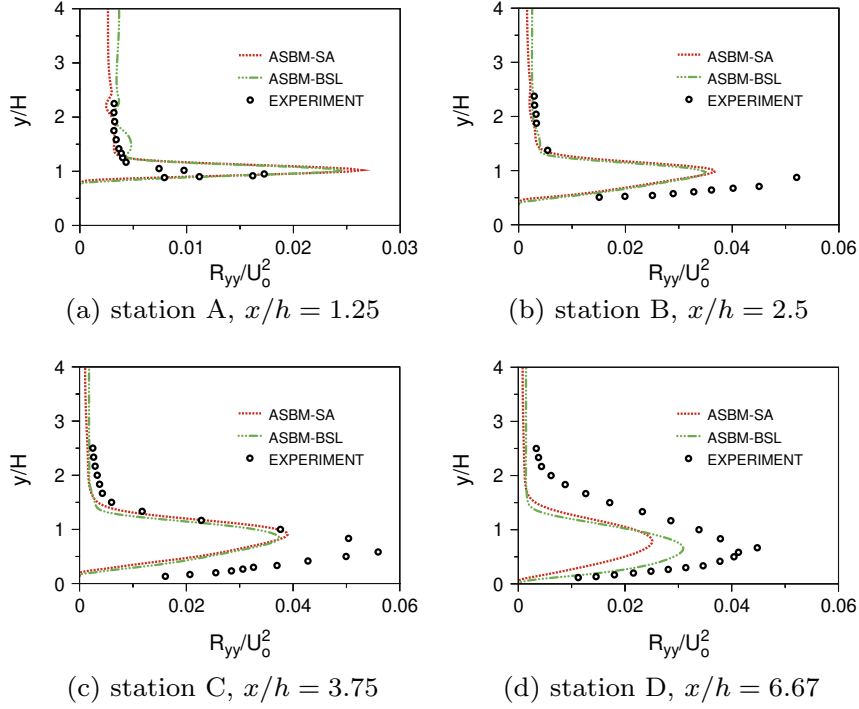 4
3
2
1
0
y/H
ASBM-SA
ASBM-BSL
EXPERIMENT
0 0.01 0.02 0.03
R_yy/U_o^2
(a) station A, x/h = 1.25
4
3
2
1
0
y/H
ASBM-SA
ASBM-BSL
EXPERIMENT
0 0.02 0.04 0.06
R_yy/U_o^2
(b) station B, x/h = 2.5
4
3
2
1
0
y/H
ASBM-SA
ASBM-BSL
EXPERIMENT
0 0.02 0.04 0.06
R_yy/U_o^2
(c) station C, x/h = 3.75
4
3
2
1
0
y/H
ASBM-SA
ASBM-BSL
EXPERIMENT
0 0.02 0.04 0.06
R_yy/U_o^2
(d) station D, x/h = 6.67